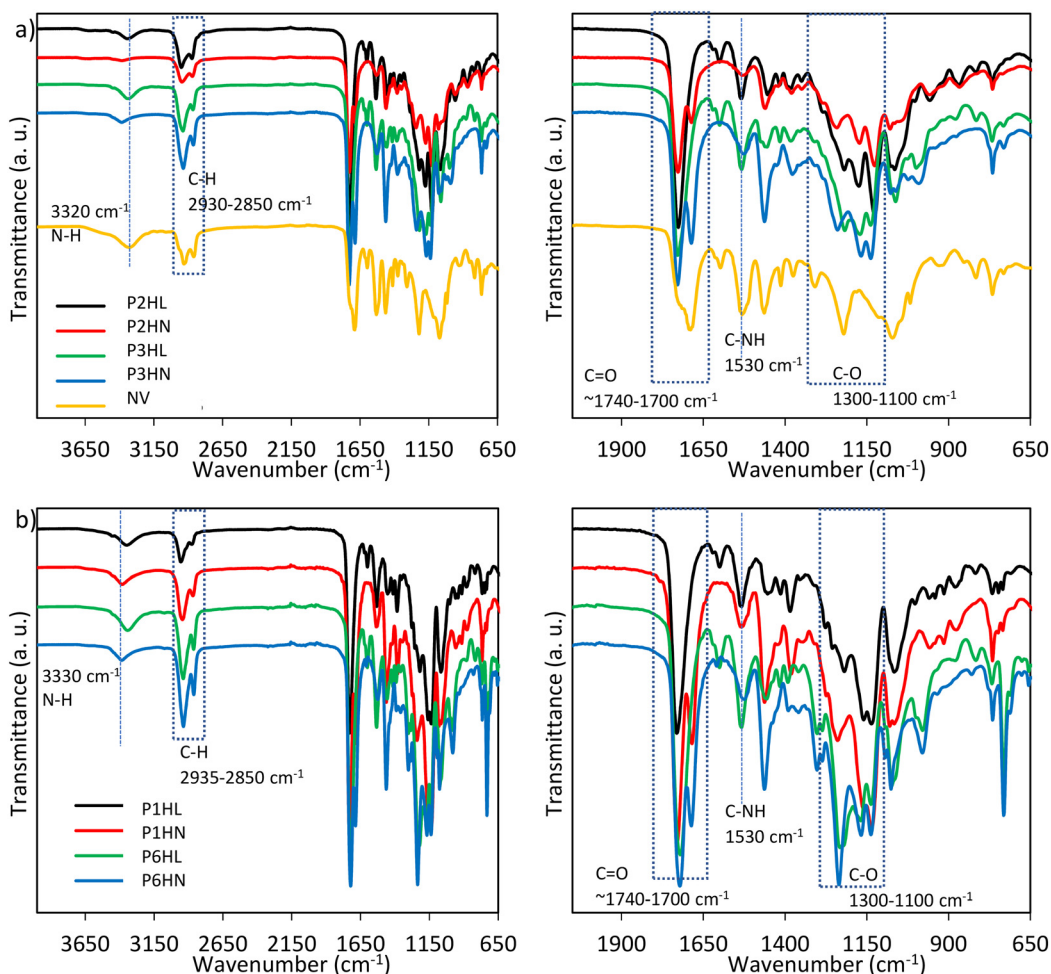 a)
Transmittance (a. u.)
3320 cm-1
N-H
C-H
2930-2850 cm-1
P2HL
P2HN
P3HL
P3HN
NV
3650 3150 2650 2150 1650 1150 650
Wavenumber (cm-1)
Transmittance (a. u.)
C=O
~1740-1700 cm-1
C-NH
1530 cm-1
C-O
1300-1100 cm-1
1900 1650 1400 1150 900 650
Wavenumber (cm-1)
b)
Transmittance (a. u.)
3330 cm-1
N-H
C-H
2935-2850 cm-1
P1HL
P1HN
P6HL
P6HN
3650 3150 2650 2150 1650 1150 650
Wavenumber (cm-1)
Transmittance (a. u.)
C=O
~1740-1700 cm-1
C-NH
1530 cm-1
C-O
1300-1100 cm-1
1900 1650 1400 1150 900 650
Wavenumber (cm-1)